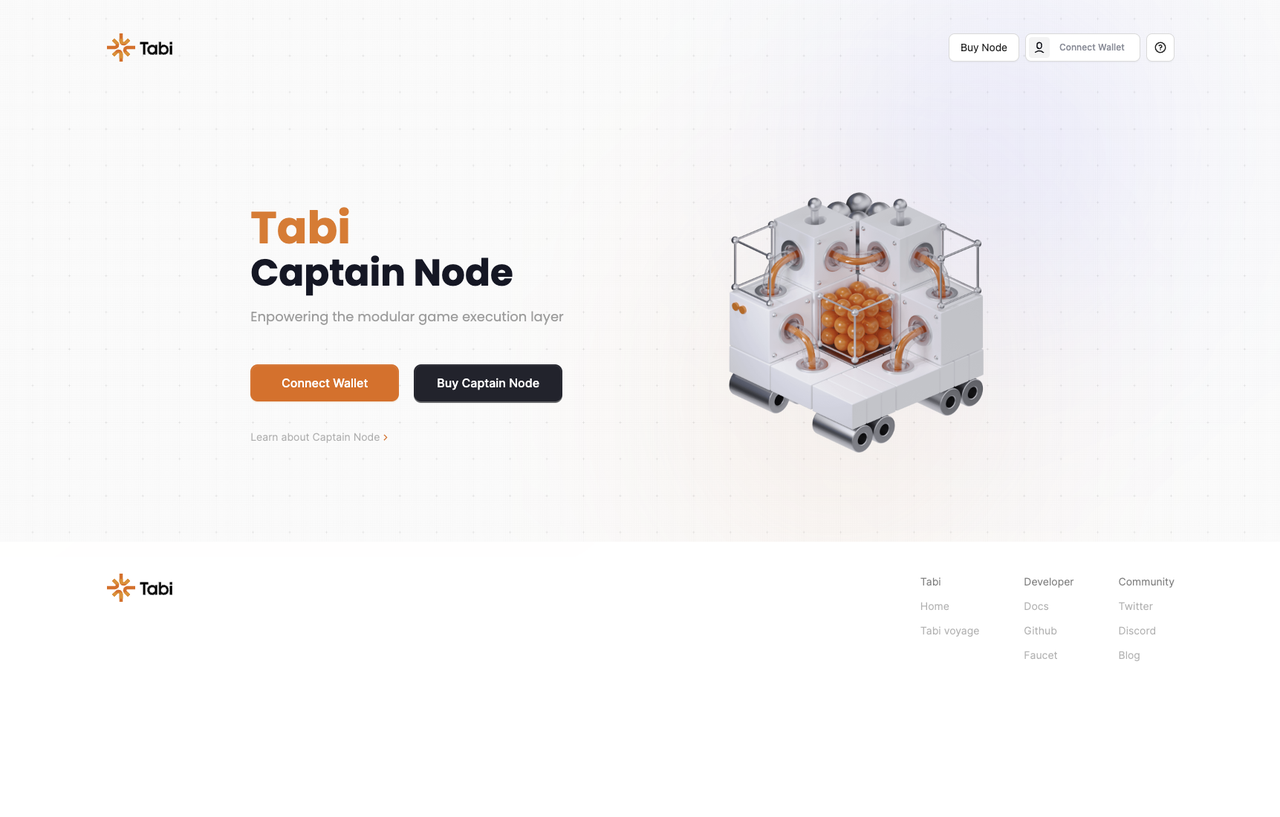 Tabi
Buy Node
Connect Wallet
Tabi
Captain Node
Enpowering the modular game execution layer
Connect Wallet
Buy Captain Node
Learn about Captain Node
Tabi
Tabi
Developer
Community
Home
Docs
Twitter
Tabi voyage
Github
Discord
Faucet
Blog